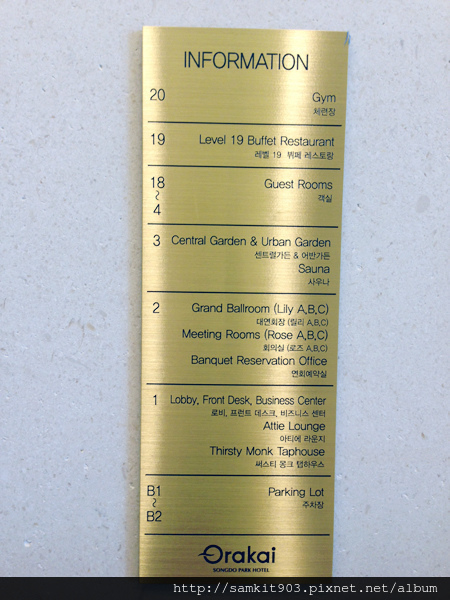 INFORMATION
20 Gym
체련장
19 Level 19 Buffet Restaurant
레벨 19 뷔페 레스토랑
18 ~ 4 Guest Rooms
객실
3 Central Garden & Urban Garden
센트럴가든 & 어반가든
Sauna
사우나
2 Grand Ballroom (Lily A,B,C)
대연회장 (릴리 A,B,C)
Meeting Rooms (Rose A,B,C)
회의실 (로즈 A,B,C)
Banquet Reservation Office
연회예약실
1 Lobby, Front Desk, Business Center
로비, 프런트 데스크, 비즈니스 센터
Attie Lounge
아티에 라운지
Thirsty Monk Taphouse
써스티 몽크 탭하우스
B1 ~ B2 Parking Lot
주차장
Orakai
SONGDO PARK HOTEL
http://samkit903.pixnet.net/album